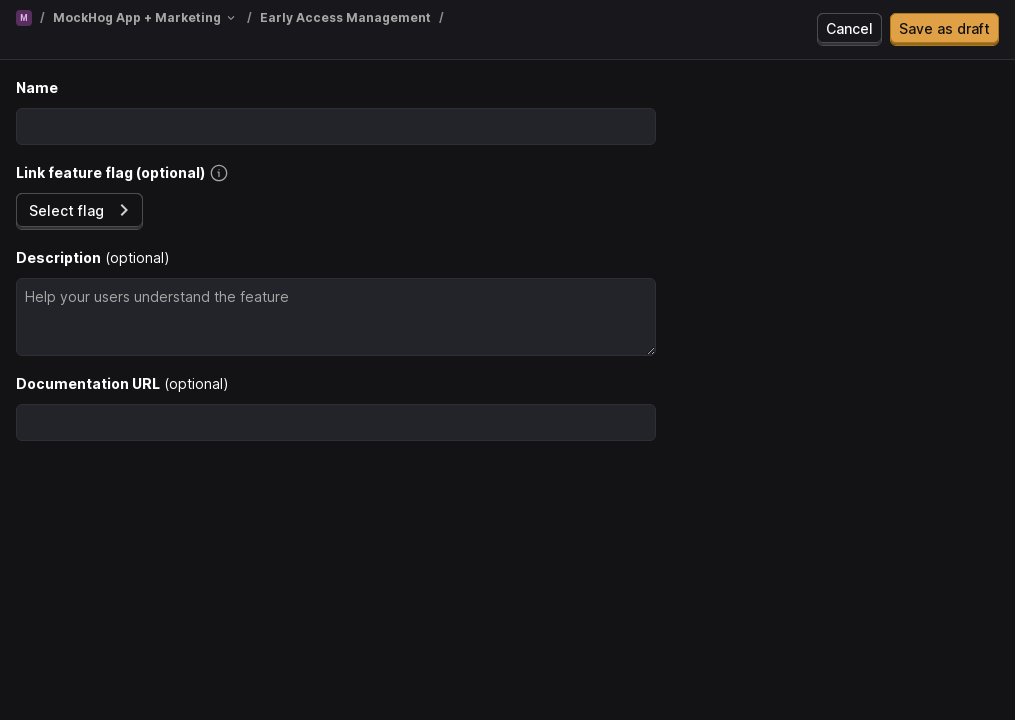 M / MockHog App + Marketing / Early Access Management /
Cancel
Save as draft
Name
Link feature flag (optional)
Select flag
Description (optional)
Help your users understand the feature
Documentation URL (optional)